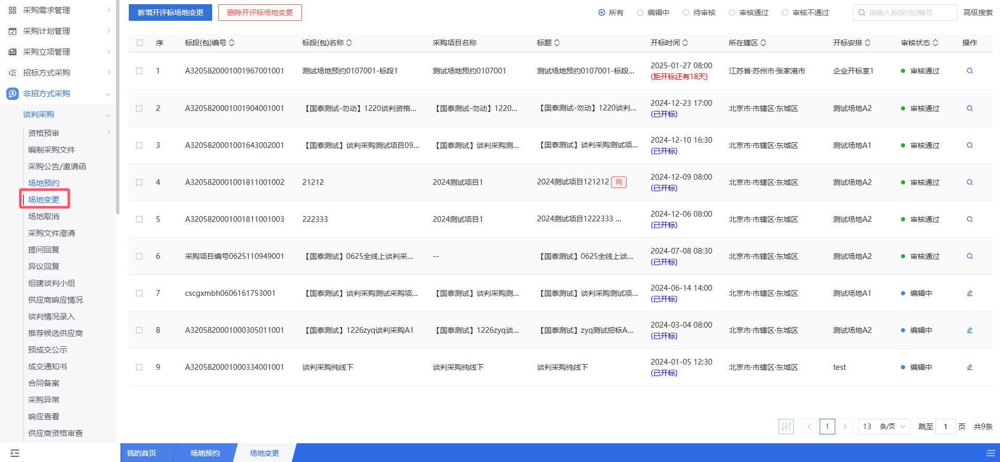 采购需求管理
采购计划管理
采购立项管理
招标方式采购
非招方式采购
谈判采购
资格预审
编制采购文件
采购公告/邀请函
场地预约
场地变更
场地取消
采购文件澄清
提问回复
异议回复
组建谈判小组
供应商响应情况
谈判情况录入
推荐候选供应商
预成交公示
成交通知书
合同备案
采购异常
响应查看
供应商资格审查
新增开评标场地变更 删除开评标场地变更 所有 编辑中 待审核 审核通过 审核不通过 请输入标段(包)编号 高级搜索
序 标段(包)编号 标段(包)名称 采购项目名称 标题 开标时间 所在辖区 开标安排 审核状态 操作
1 A3205820001001967001001 测试场地预约0107001-标段1 测试场地预约0107001 测试场地预约0107001-标段... 2025-01-27 08:00 江苏省·苏州市·张家港市 企业开标室1 审核通过
(距开标还有18天)
2 A3205820001001904001001 【国泰测试-勿动】1220谈判资格... 【国泰测试-勿动】1220... 【国泰测试-勿动】1220谈判... 2024-12-23 17:00 北京市·市辖区·东城区 测试场地A2 审核通过
(已开标)
3 A3205820001001643002001 【国泰测试】谈判采购测试项目09... 【国泰测试】谈判采购测... 【国泰测试】谈判采购测试项... 2024-12-10 16:30 北京市·市辖区·东城区 测试场地A1 审核通过
(已开标)
4 A3205820001001811001002 21212 2024测试项目1 2024测试项目121212 网 2024-12-09 08:00 北京市·市辖区·东城区 测试场地A2 审核通过
(已开标)
5 A3205820001001811001003 222333 2024测试项目1 2024测试项目1222333 ... 2024-12-06 08:00 北京市·市辖区·东城区 测试场地A2 审核通过
(已开标)
6 采购项目编号0625110949001 【国泰测试】0625全线上谈判采... -- 【国泰测试】0625全线上谈... 2024-07-08 08:30 北京市·市辖区·东城区 测试场地A2 审核通过
(已开标)
7 cscgxmbh0606161753001 【国泰测试】谈判采购测试采购项... 【国泰测试】谈判采购测... 【国泰测试】谈判采购测试项... 2024-06-14 14:00 北京市·市辖区·东城区 测试场地A1 编辑中
(已开标)
8 A3205820001000305011001 【国泰测试】1226zyq谈判采购A1 【国泰测试】1226zyq谈... 【国泰测试】zyq测试招标A... 2024-03-04 08:00 北京市·市辖区·东城区 测试场地A2 编辑中
(已开标)
9 A3205820001000334001001 谈判采购纯线下 谈判采购纯线下 谈判采购纯线下 2024-01-05 12:30 北京市·市辖区·东城区 test 编辑中
(已开标)
1 13 条/页 跳至 1 页 共9条
我的首页 场地预约 场地变更